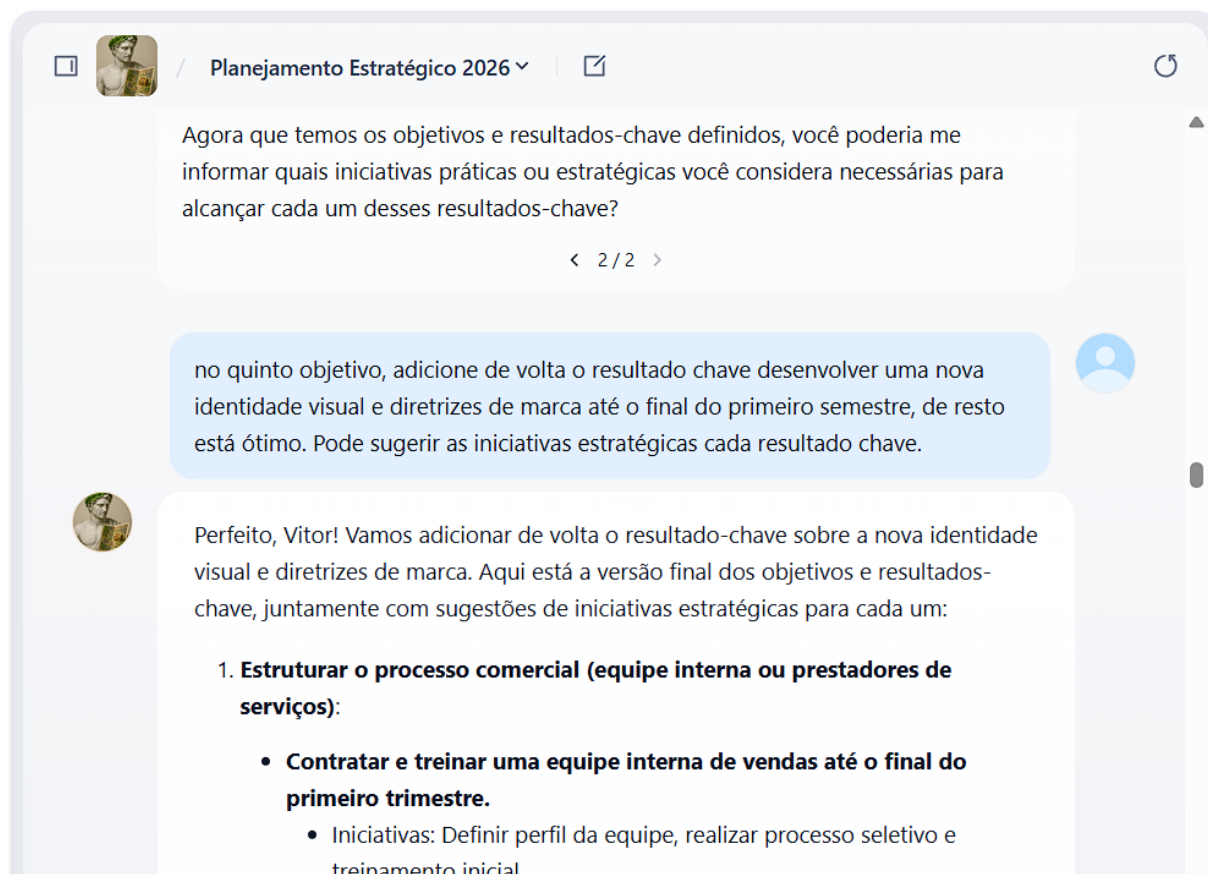 / Planejamento Estratégico 2026
Agora que temos os objetivos e resultados-chave definidos, você poderia me
informar quais iniciativas práticas ou estratégicas você considera necessárias para
alcançar cada um desses resultados-chave?
< 2 / 2 >
no quinto objetivo, adicione de volta o resultado chave desenvolver uma nova
identidade visual e diretrizes de marca até o final do primeiro semestre, de resto
está ótimo. Pode sugerir as iniciativas estratégicas cada resultado chave.
Perfeito, Vitor! Vamos adicionar de volta o resultado-chave sobre a nova identidade
visual e diretrizes de marca. Aqui está a versão final dos objetivos e resultados-
chave, juntamente com sugestões de iniciativas estratégicas para cada um:
1. Estruturar o processo comercial (equipe interna ou prestadores de
serviços):
• Contratar e treinar uma equipe interna de vendas até o final do
primeiro trimestre.
• Iniciativas: Definir perfil da equipe, realizar processo seletivo e
treinamento inicial